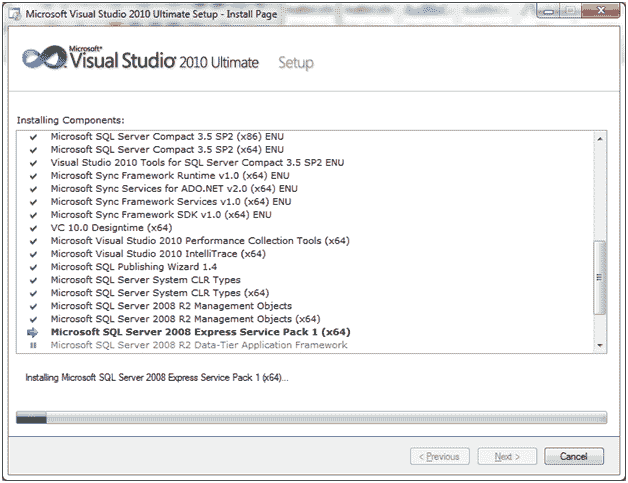 Microsoft Visual Studio 2010 Ultimate Setup - Install Page
Microsoft®
Visual Studio® 2010 Ultimate Setup
Installing Components:
Microsoft SQL Server Compact 3.5 SP2 (x86) ENU
Microsoft SQL Server Compact 3.5 SP2 (x64) ENU
Visual Studio 2010 Tools for SQL Server Compact 3.5 SP2 ENU
Microsoft Sync Framework Runtime v1.0 (x64) ENU
Microsoft Sync Services for ADO.NET v2.0 (x64) ENU
Microsoft Sync Framework Services v1.0 (x64) ENU
Microsoft Sync Framework SDK v1.0 (x64) ENU
VC 10.0 Designtime (x64)
Microsoft Visual Studio 2010 Performance Collection Tools (x64)
Microsoft Visual Studio 2010 IntelliTrace (x64)
Microsoft SQL Publishing Wizard 1.4
Microsoft SQL Server System CLR Types
Microsoft SQL Server System CLR Types (x64)
Microsoft SQL Server 2008 R2 Management Objects
Microsoft SQL Server 2008 R2 Management Objects (x64)
Microsoft SQL Server 2008 Express Service Pack 1 (x64)
Microsoft SQL Server 2008 R2 Data-Tier Application Framework
Installing Microsoft SQL Server 2008 Express Service Pack 1 (x64)...
< Previous Next > Cancel